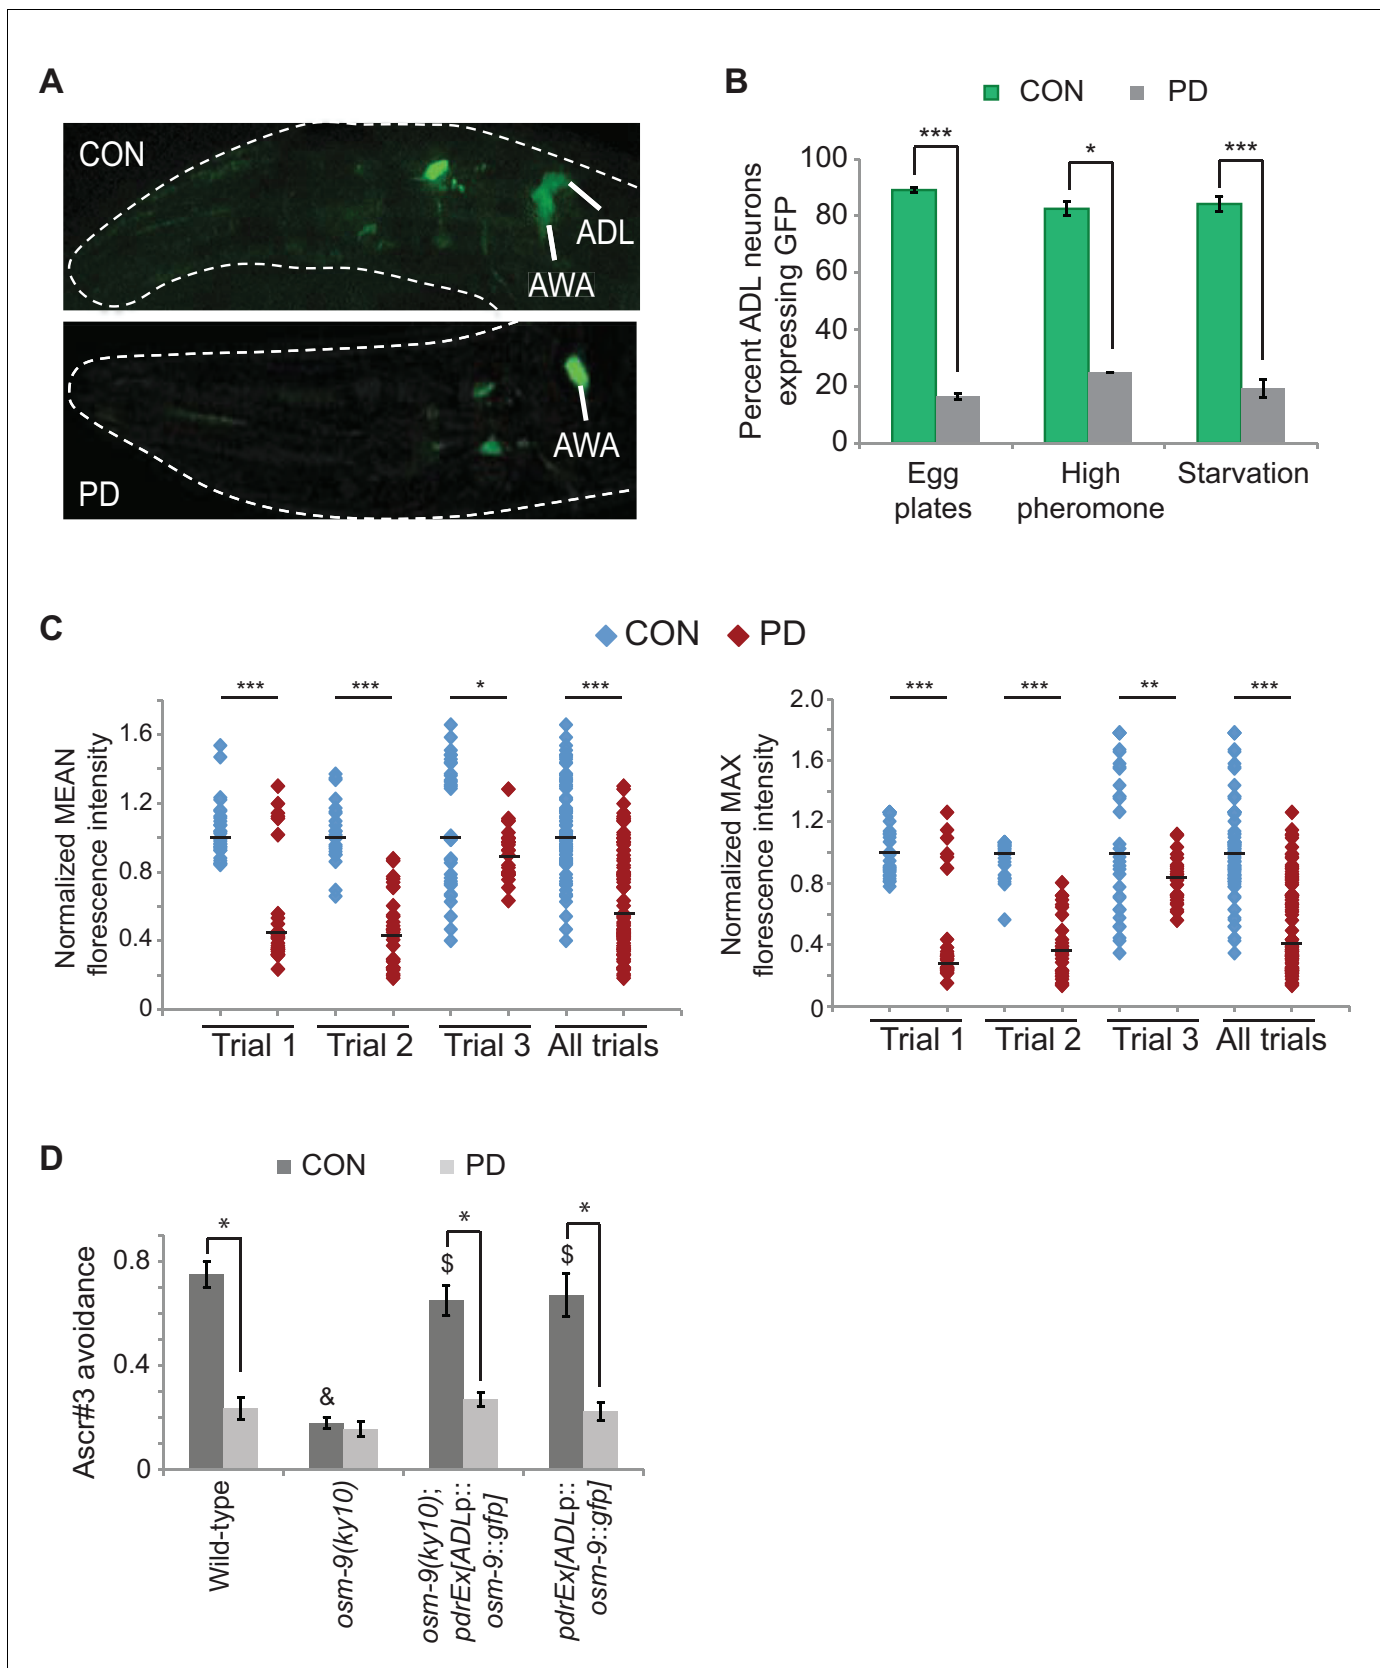 A
CON
ADL
AWA
AWA
PD
B
CON PD
*** * ***
Percent ADL neurons
expressing GFP
100
80
60
40
20
0
Egg
plates
High
pheromone
Starvation
C
CON PD
Normalized MEAN
florescence intensity
*** *** * ***
1.6
1.2
0.8
0.4
0
Trial 1 Trial 2 Trial 3 All trials
Normalized MAX
florescence intensity
*** *** ** ***
2.0
1.6
1.2
0.8
0.4
0
Trial 1 Trial 2 Trial 3 All trials
D
CON PD
Ascr#3 avoidance
* * *
$ $
&
0.8
0.4
0
Wild-type
osm-9(ky10)
osm-9(ky10);
pdrEx[ADLp::
osm-9::gfp]
pdrEx[ADLp::
osm-9::gfp]